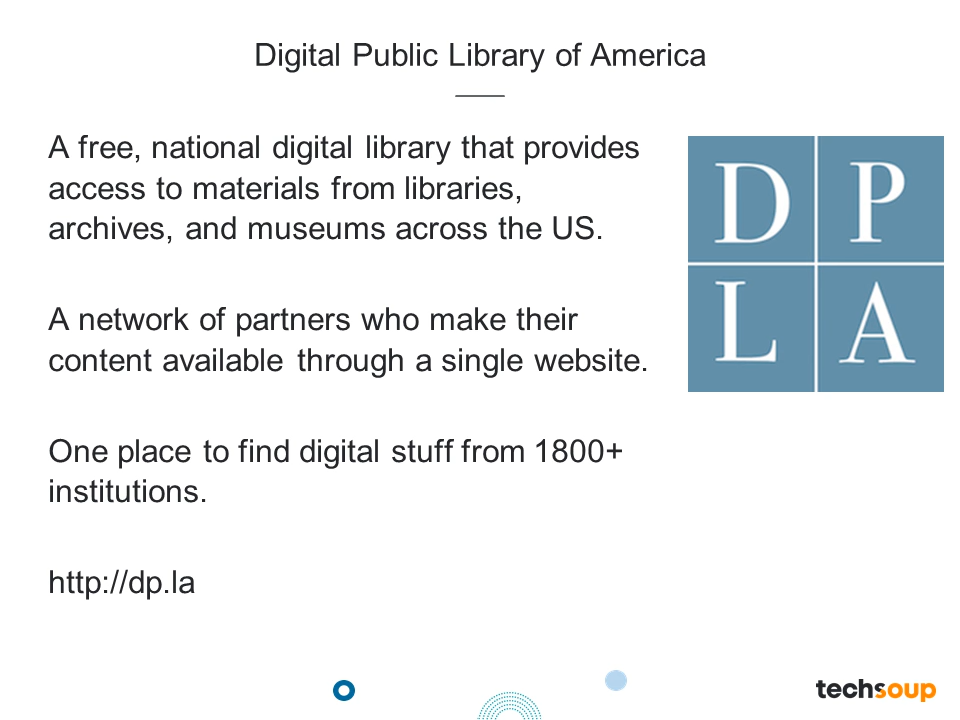 Digital Public Library of America
A free, national digital library that provides
access to materials from libraries,
archives, and museums across the US.
A network of partners who make their
content available through a single website.
One place to find digital stuff from 1800+
institutions.
http://dp.la
D P
L A
techsoup